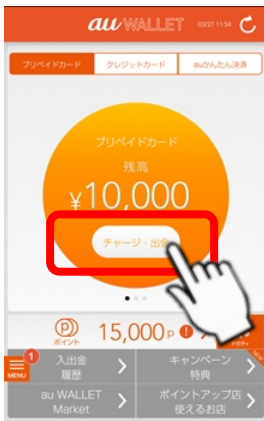 au WALLET 03/27 11:54
プリペイドカード クレジットカード auかんたん決済
プリペイドカード
残高
¥10,000
チャージ・出金
P 15,000 P
ポイント
1 入出金 キャンペーン NEW
MENU 履歴 特典
au WALLET ポイントアップ店
Market 使えるお店